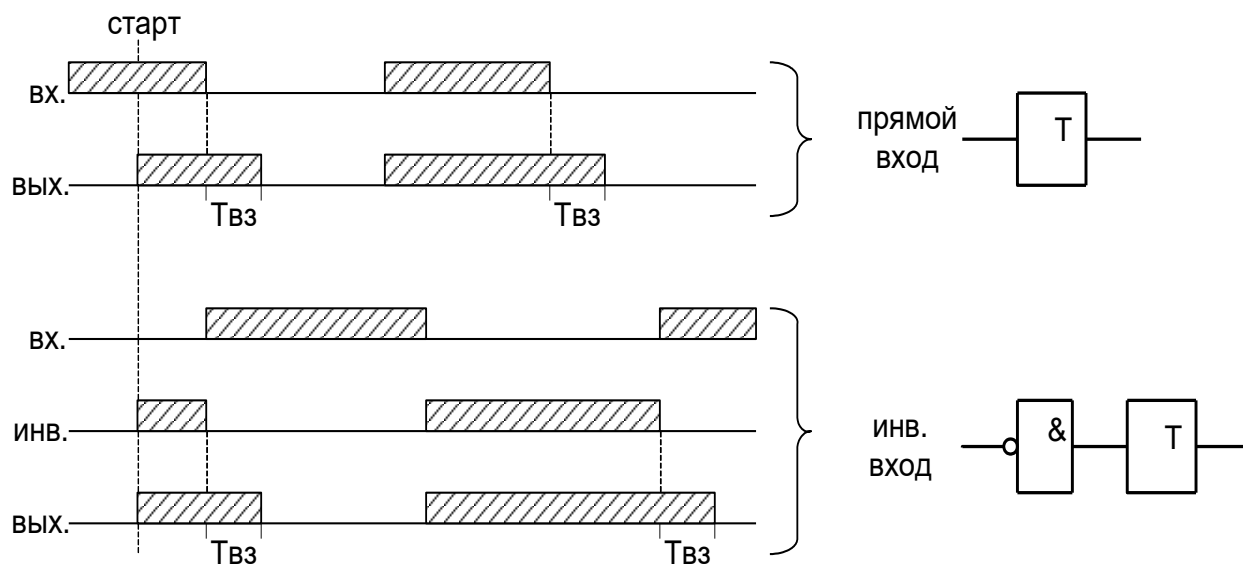 старт
вх.
вых.
Твз
Твз
прямой
вход
T
вх.
инв.
вых.
Твз
Твз
инв.
вход
&
T